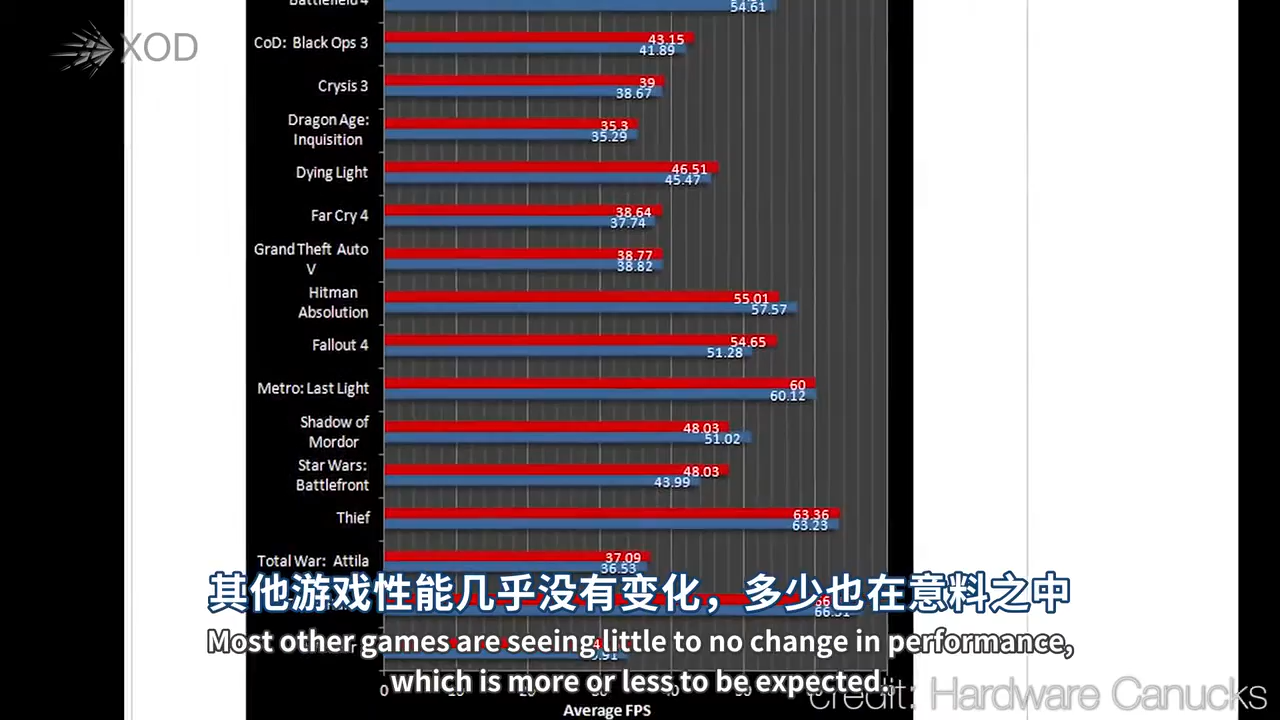 Battlefield 4
54.61
XOD
CoD: Black Ops 3
43.15
41.89
Crysis 3
39
38.67
Dragon Age:
Inquisition
35.3
35.29
Dying Light
46.51
45.47
Far Cry 4
38.64
37.74
Grand Theft Auto
V
38.77
38.82
Hitman
Absolution
55.01
57.57
Fallout 4
54.65
51.28
Metro: Last Light
60
60.12
Shadow of
Mordor
48.03
51.02
Star Wars:
Battlefront
48.03
43.99
Thief
63.36
63.23
Total War: Attila
37.09
36.53
其他游戏性能几乎没有变化，多少也在意料之中
Most other games are seeing little to no change in performance,
which is more or less to be expected.
credit: Hardware Canucks
Average FPS